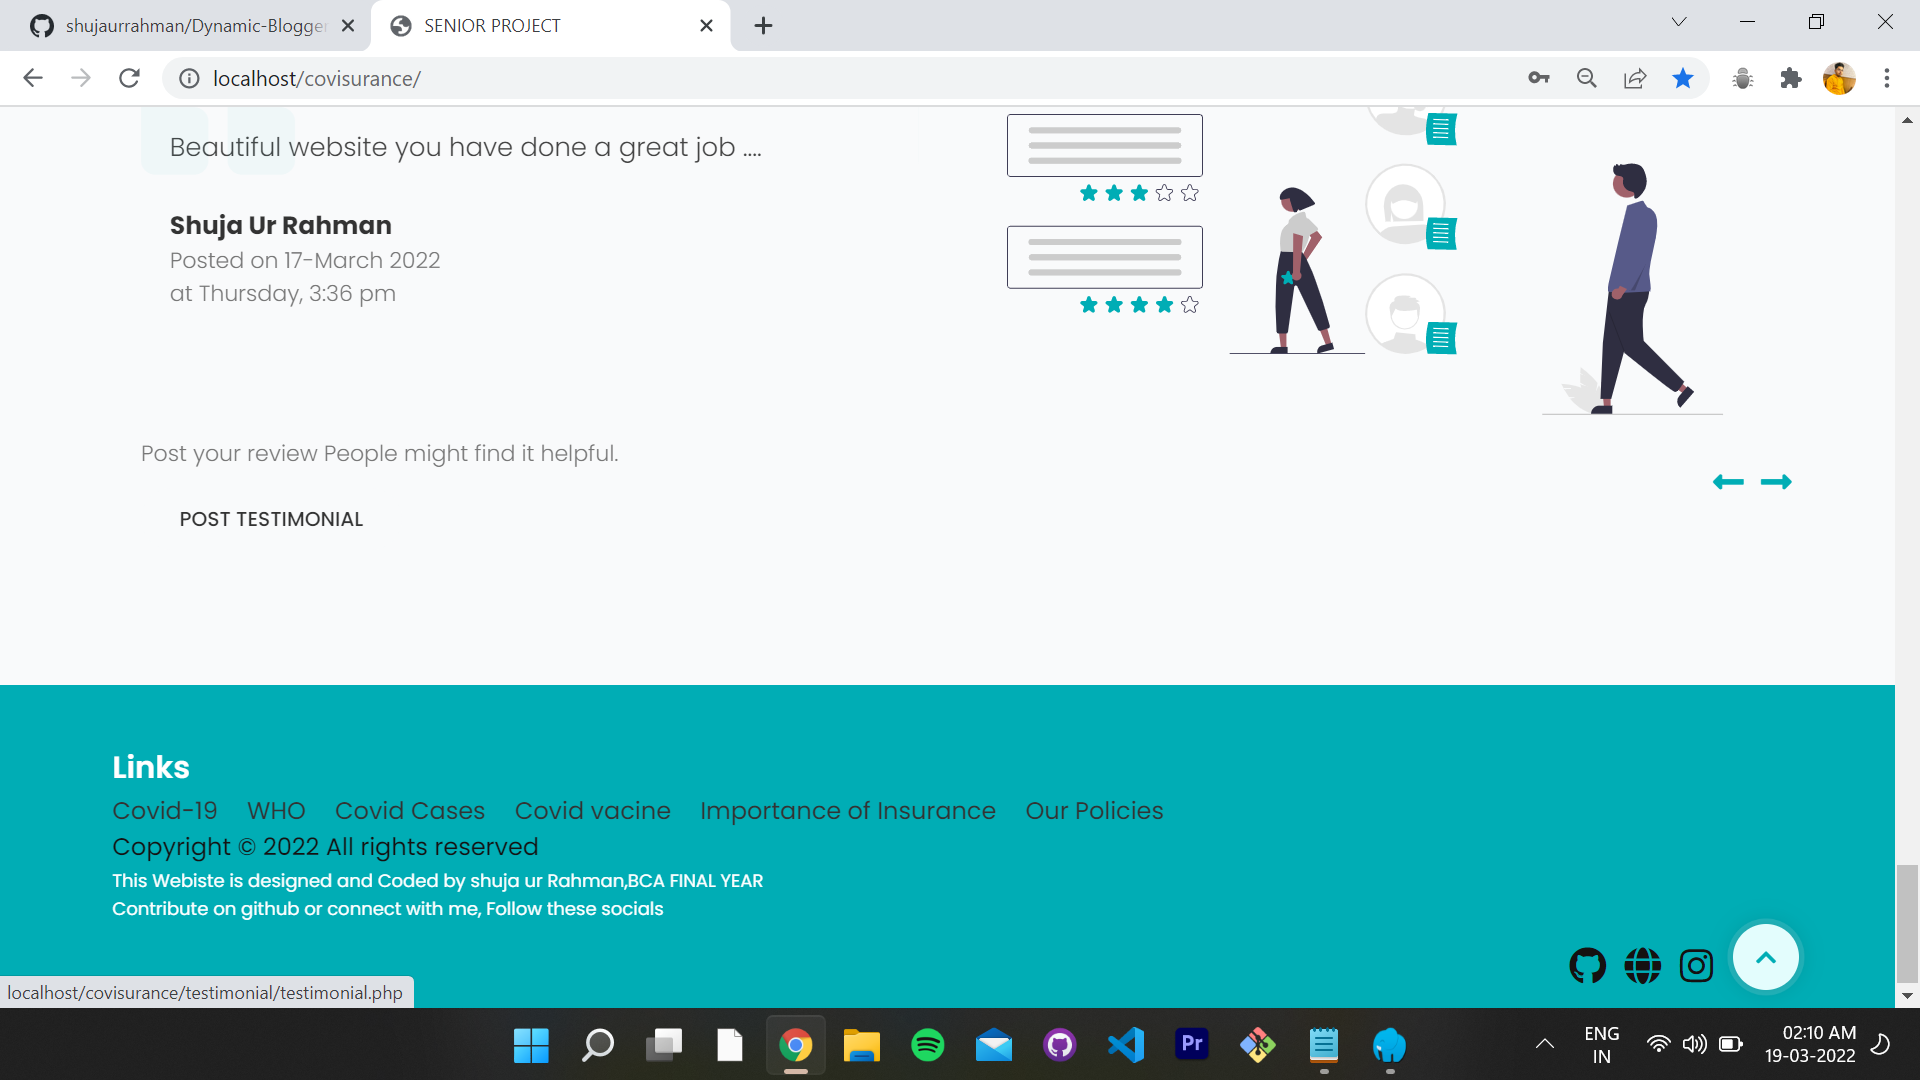 shujaurrahman/Dynamic-Blogger
SENIOR PROJECT
localhost/covisurance/
Beautiful website you have done a great job ....
Shuja Ur Rahman
Posted on 17-March 2022
at Thursday, 3:36 pm
Post your review People might find it helpful.
POST TESTIMONIAL
Links
Covid-19 WHO Covid Cases Covid vacine Importance of Insurance Our Policies
Copyright © 2022 All rights reserved
This Webiste is designed and Coded by shuja ur Rahman,BCA FINAL YEAR
Contribute on github or connect with me, Follow these socials
localhost/covisurance/testimonial/testimonial.php
Pr
ENG
IN
02:10 AM
19-03-2022